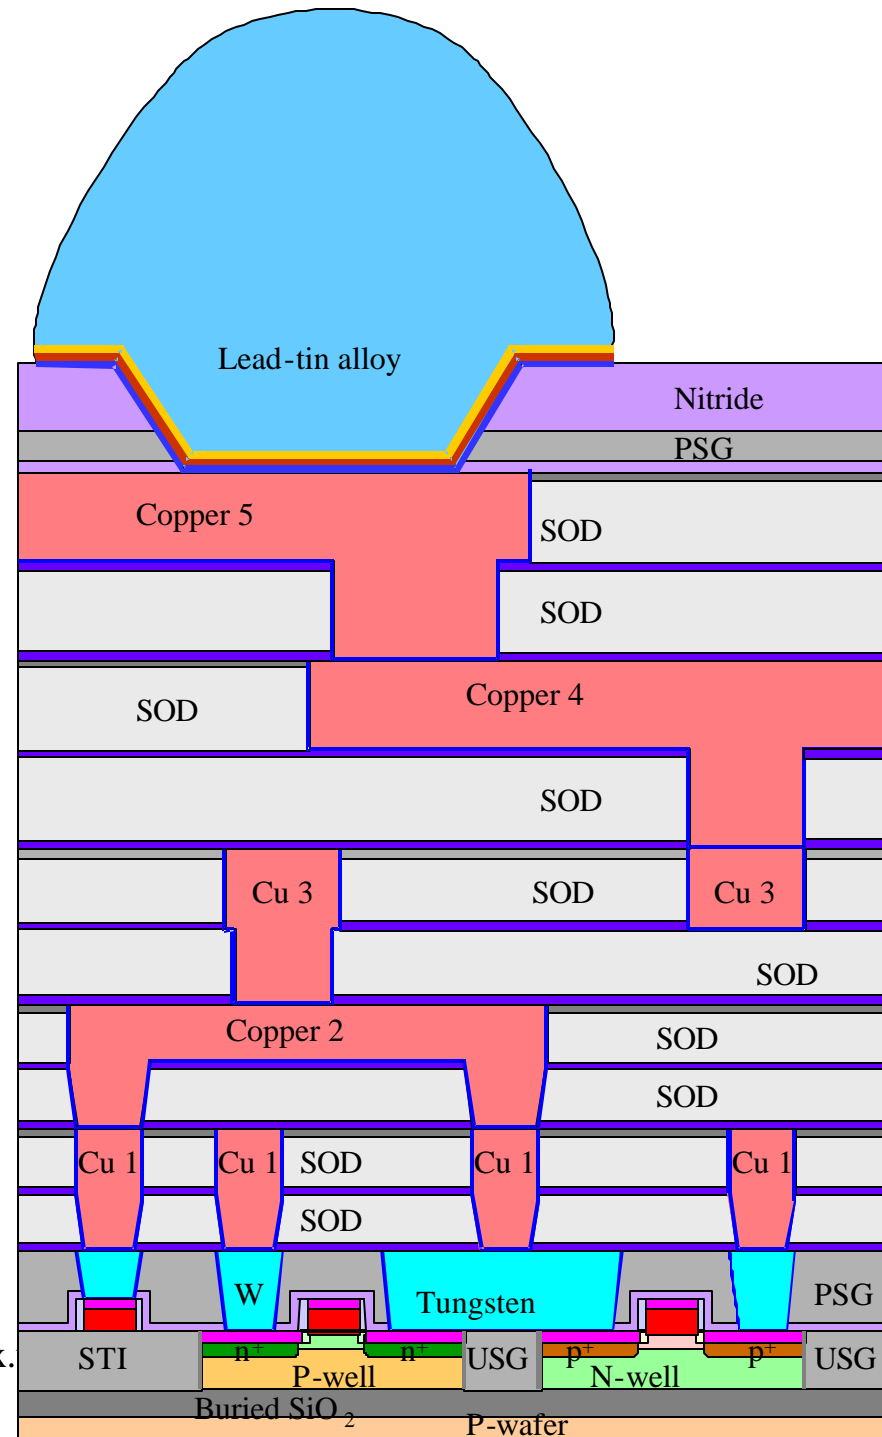 Lead-tin alloy
Nitride
PSG
Copper 5
SOD
SOD
Copper 4
SOD
SOD
Cu 3 SOD Cu 3
SOD
Copper 2
SOD
SOD
Cu 1 Cu 1 SOD Cu 1 Cu 1
SOD
W Tungsten PSG
STI n+ n+ USG p+ p+ USG
k.
P-well N-well
Buried SiO2
P-wafer